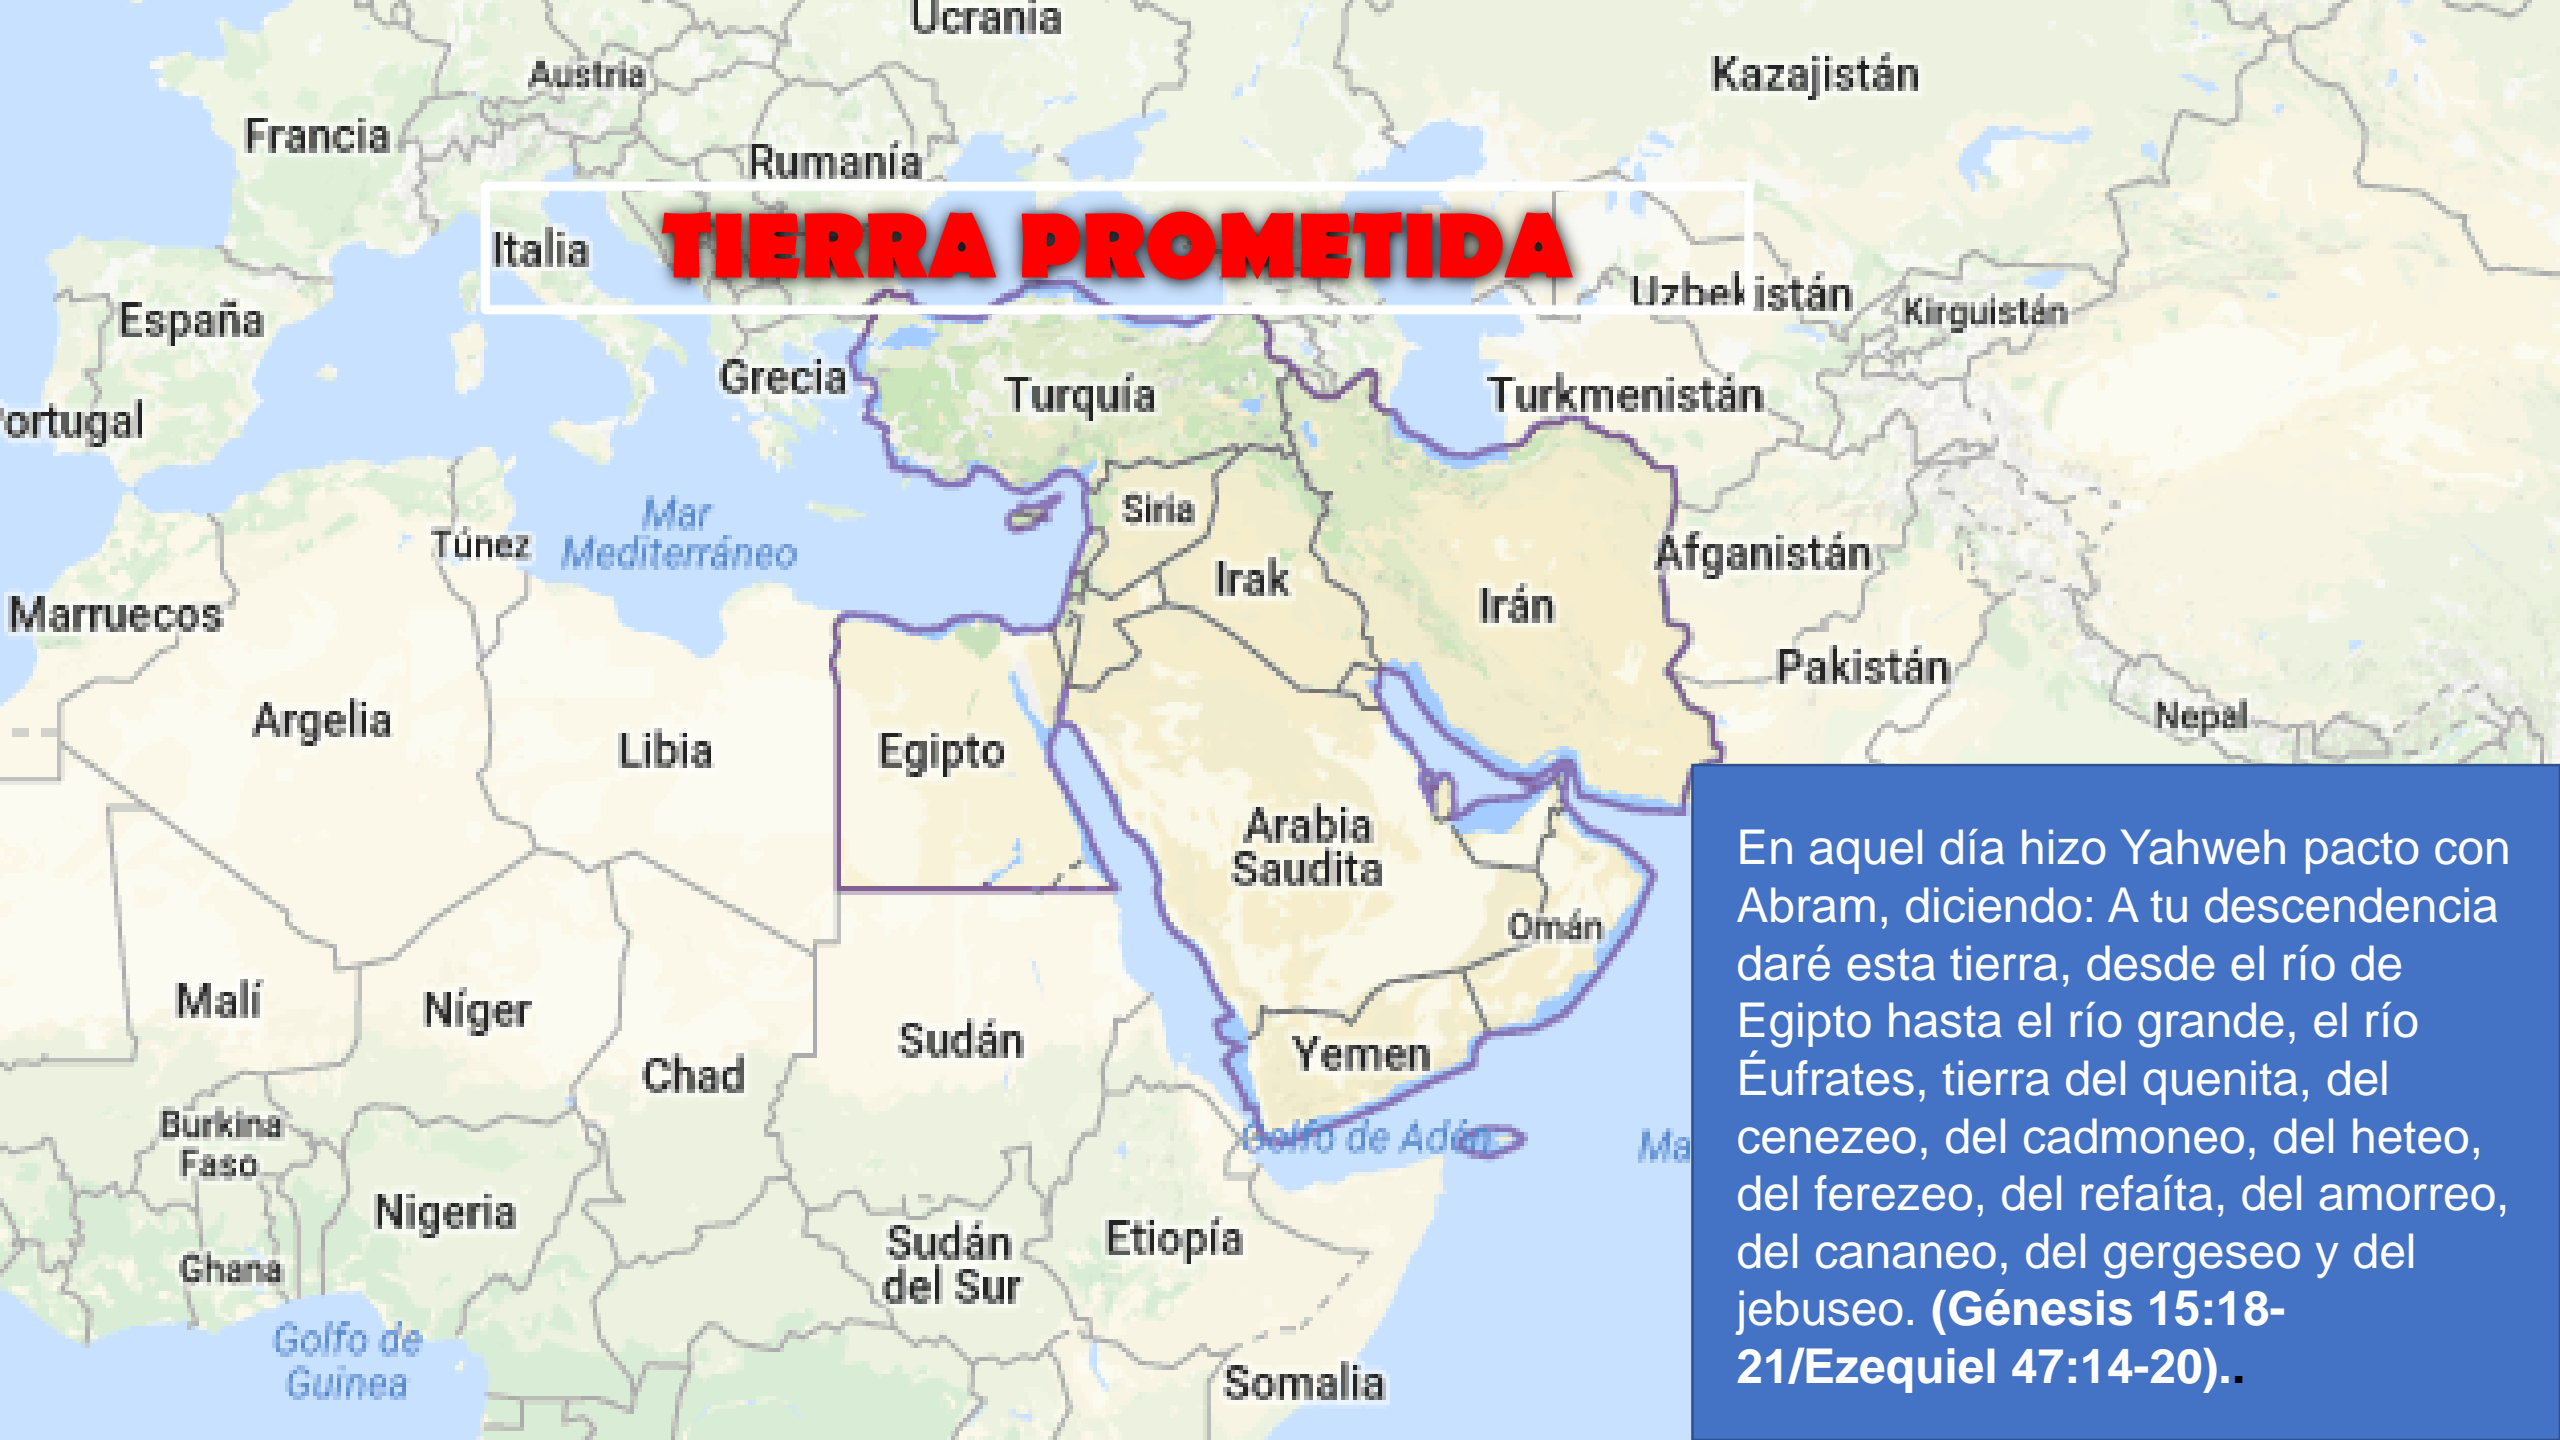 Ucrania
Austria
Kazajistán
Francia
Rumanía
TIERRA PROMETIDA
Italia
Uzbekistán
Kirguistán
España
Grecia
Turquía
Turkmenistán
ortugal
Siria
Mar
Mediterráneo
Túnez
Afganistán
Irak
Irán
Marruecos
Pakistán
Nepal
Argelia
Libia
Egipto
Arabia
Saudita
Omán
Malí
Níger
Sudán
Yemen
Chad
Burkina
Faso
Golfo de Adén
Ma
Nigeria
Sudán
del Sur
Etiopía
Ghana
Golfo de
Guinea
Somalia
En aquel día hizo Yahweh pacto con
Abram, diciendo: A tu descendencia
daré esta tierra, desde el río de
Egipto hasta el río grande, el río
Éufrates, tierra del quenita, del
cenezeo, del cadmoneo, del heteo,
del ferezeo, del refaíta, del amorreo,
del cananeo, del gergeseo y del
jebuseo. (Génesis 15:18-
21/Ezequiel 47:14-20)..